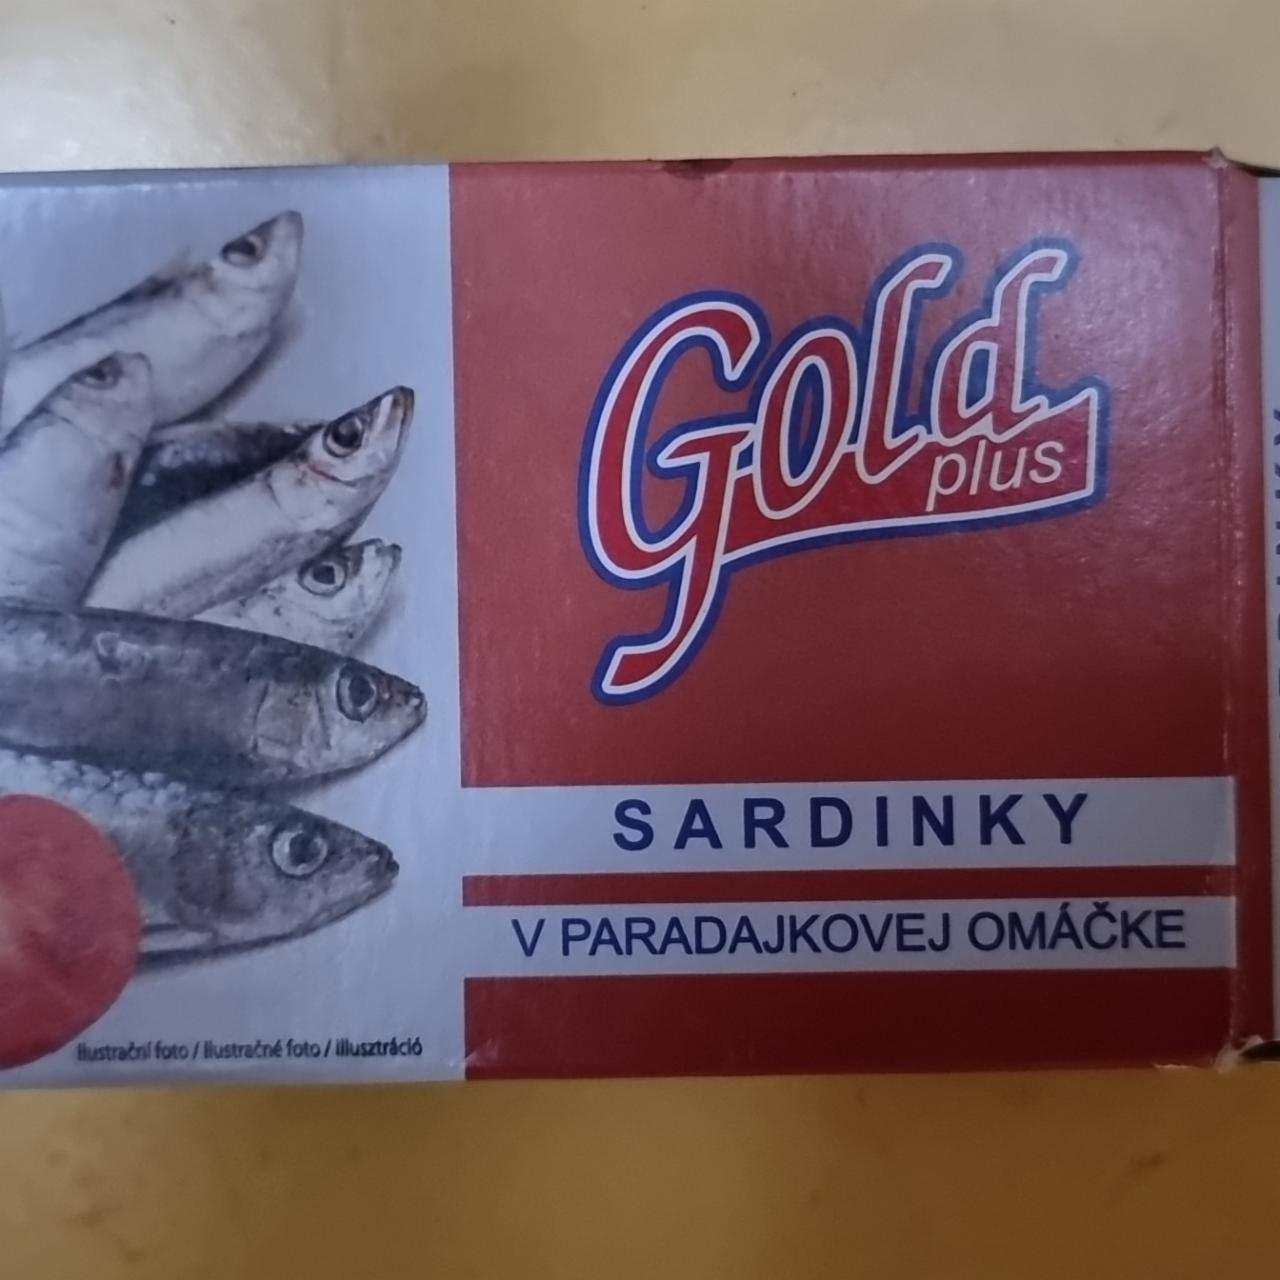 Gold
plus
SARDINKY
V PARADAJKOVEJ OMÁČKE
Ilustrační foto / Ilustračné foto / illusztráció